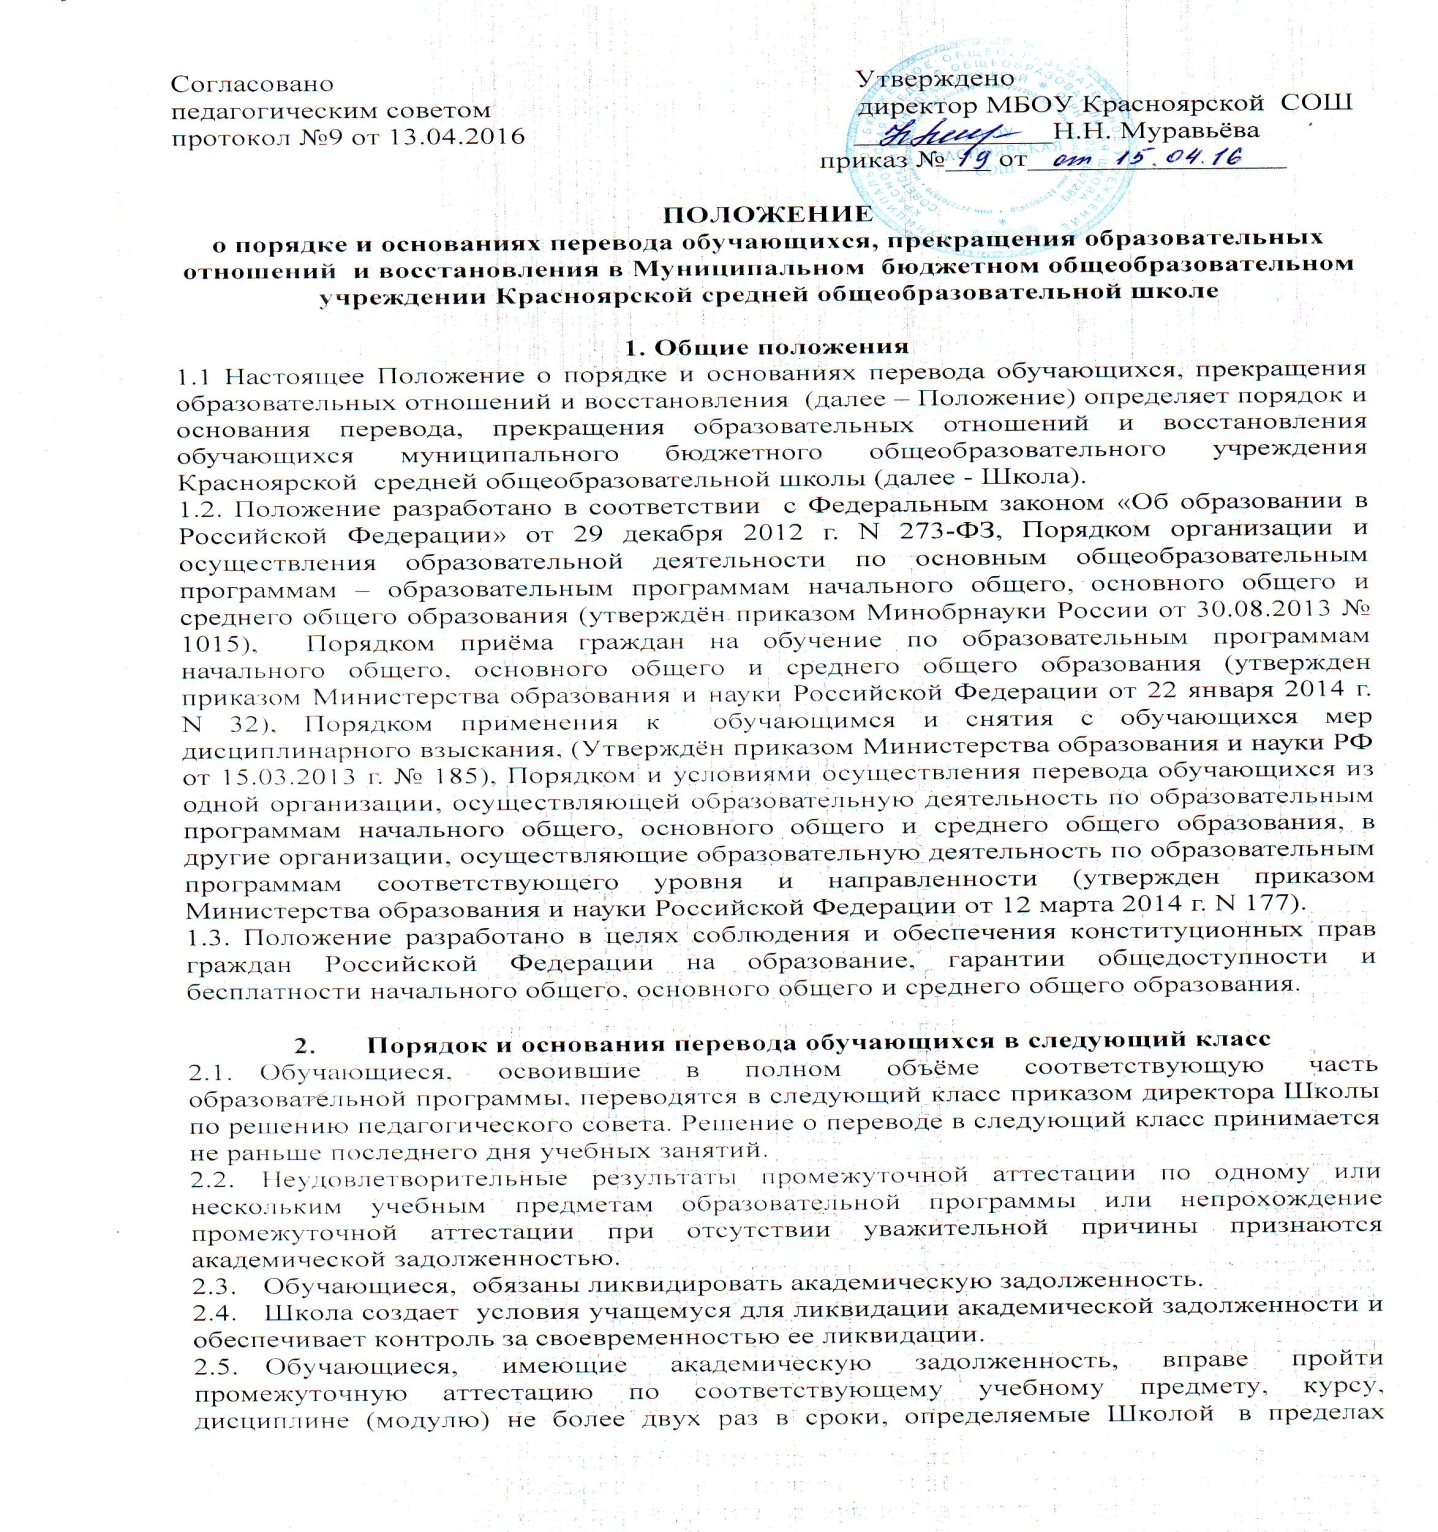 Согласовано
педагогическим советом
протокол №9 от 13.04.2016
Утверждено
директор МБОУ Красноярской СОШ
Н.Н. Муравьёва
приказ № 19 от от 15.04.16
ПОЛОЖЕНИЕ
о порядке и основаниях перевода обучающихся, прекращения образовательных
отношений и восстановления в Муниципальном бюджетном общеобразовательном
учреждении Красноярской средней общеобразовательной школе
1. Общие положения
1.1 Настоящее Положение о порядке и основаниях перевода обучающихся, прекращения
образовательных отношений и восстановления (далее – Положение) определяет порядок и
основания перевода, прекращения образовательных отношений и восстановления
обучающихся муниципального бюджетного общеобразовательного учреждения
Красноярской средней общеобразовательной школы (далее - Школа).
1.2. Положение разработано в соответствии с Федеральным законом «Об образовании в
Российской Федерации» от 29 декабря 2012 г. N 273-ФЗ, Порядком организации и
осуществления образовательной деятельности по основным общеобразовательным
программам – образовательным программам начального общего, основного общего и
среднего общего образования (утверждён приказом Минобрнауки России от 30.08.2013 №
1015), Порядком приёма граждан на обучение по образовательным программам
начального общего, основного общего и среднего общего образования (утвержден
приказом Министерства образования и науки Российской Федерации от 22 января 2014 г.
N 32), Порядком применения к обучающимся и снятия с обучающихся мер
дисциплинарного взыскания, (Утверждён приказом Министерства образования и науки РФ
от 15.03.2013 г. № 185), Порядком и условиями осуществления перевода обучающихся из
одной организации, осуществляющей образовательную деятельность по образовательным
программам начального общего, основного общего и среднего общего образования, в
другие организации, осуществляющие образовательную деятельность по образовательным
программам соответствующего уровня и направленности (утвержден приказом
Министерства образования и науки Российской Федерации от 12 марта 2014 г. N 177).
1.3. Положение разработано в целях соблюдения и обеспечения конституционных прав
граждан Российской Федерации на образование, гарантии общедоступности и
бесплатности начального общего, основного общего и среднего общего образования.
2. Порядок и основания перевода обучающихся в следующий класс
2.1. Обучающиеся, освоившие в полном объёме соответствующую часть
образовательной программы, переводятся в следующий класс приказом директора Школы
по решению педагогического совета. Решение о переводе в следующий класс принимается
не раньше последнего дня учебных занятий.
2.2. Неудовлетворительные результаты промежуточной аттестации по одному или
нескольким учебным предметам образовательной программы или непрохождение
промежуточной аттестации при отсутствии уважительной причины признаются
академической задолженностью.
2.3. Обучающиеся, обязаны ликвидировать академическую задолженность.
2.4. Школа создает условия учащемуся для ликвидации академической задолженности и
обеспечивает контроль за своевременностью ее ликвидации.
2.5. Обучающиеся, имеющие академическую задолженность, вправе пройти
промежуточную аттестацию по соответствующему учебному предмету, курсу,
дисциплине (модулю) не более двух раз в сроки, определяемые Школой в пределах